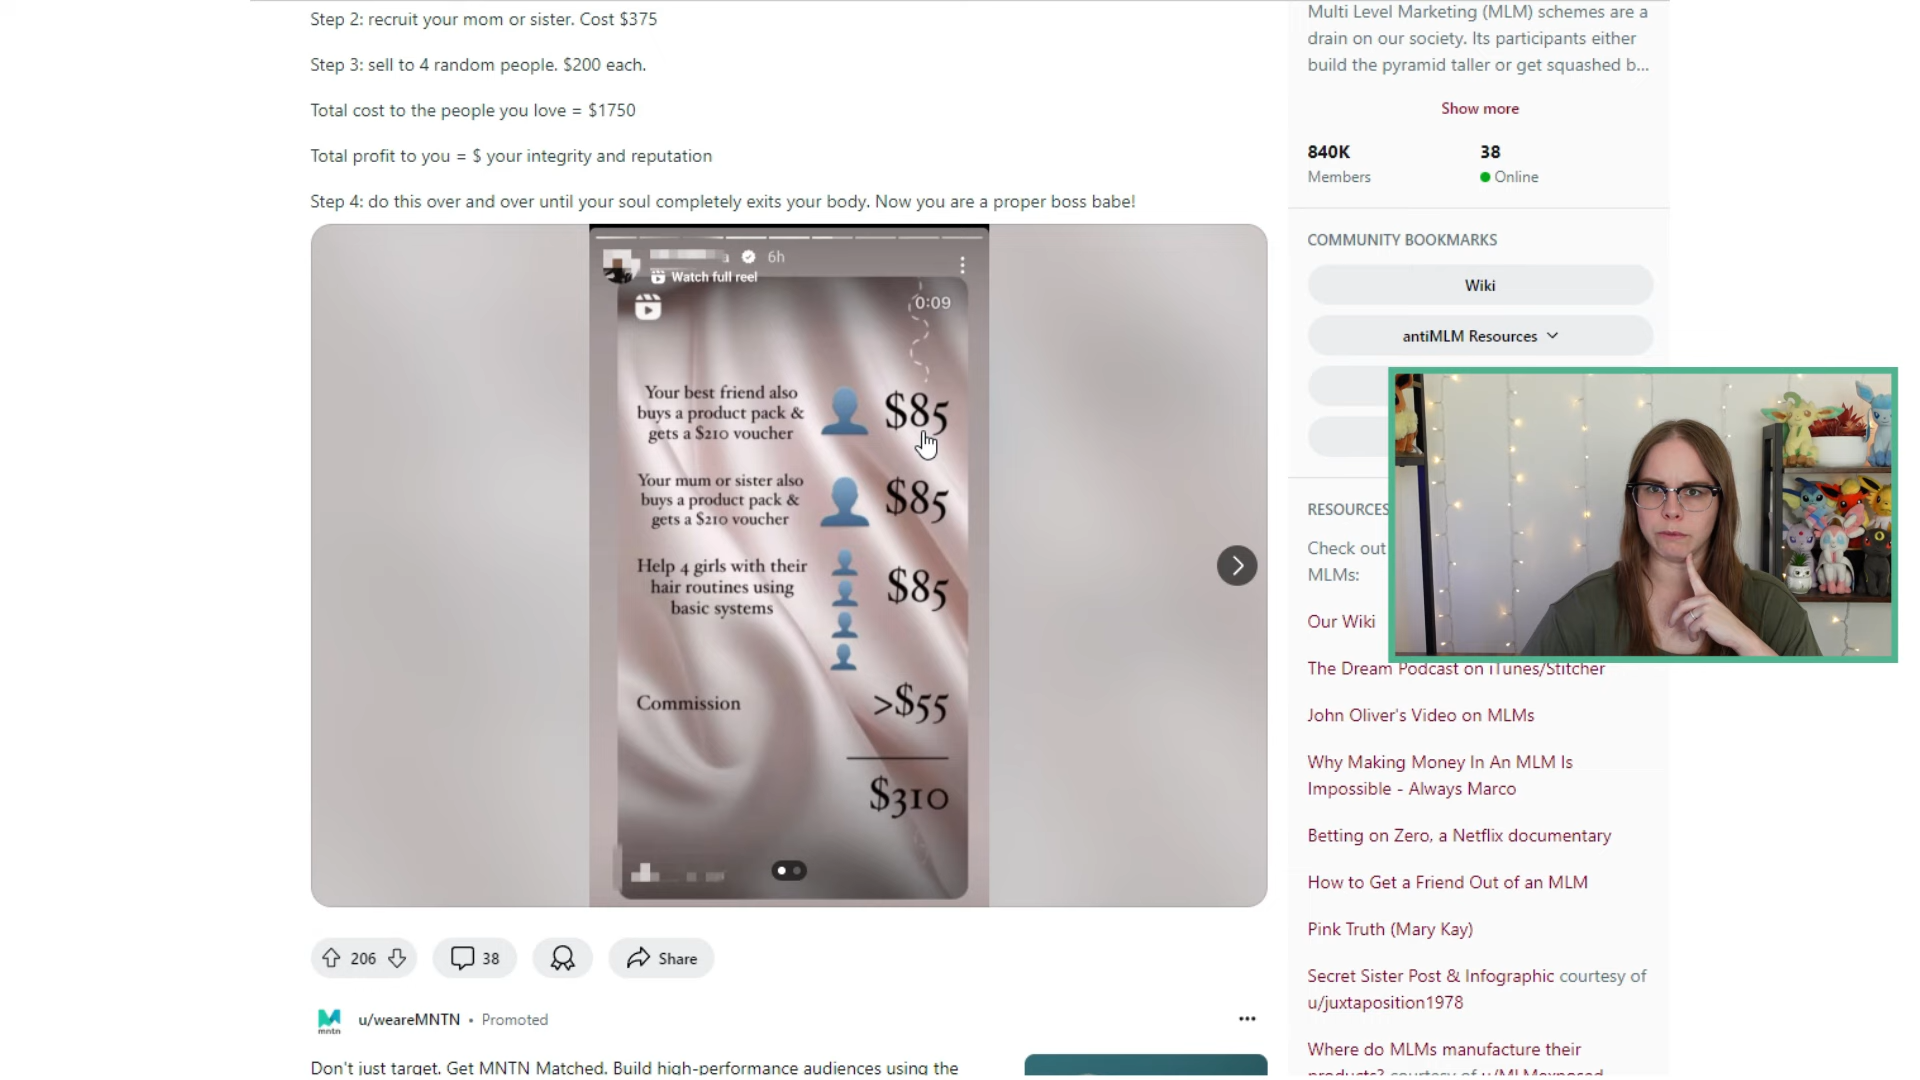 Step 2: recruit your mom or sister. Cost $375
Step 3: sell to 4 random people. $200 each.
Total cost to the people you love = $1750
Total profit to you = $ your integrity and reputation
Step 4: do this over and over until your soul completely exits your body. Now you are a proper boss babe!
a 6h
Watch full reel
0:09
Your best friend also
buys a product pack &
gets a $210 voucher
$85
Your mum or sister also
buys a product pack &
gets a $210 voucher
$85
Help 4 girls with their
hair routines using
basic systems
$85
Commission
>$55
$310
206
38
Share
mntn
u/weareMNTN • Promoted
Don't just target. Get MNTN Matched. Build high-performance audiences using the
Multi Level Marketing (MLM) schemes are a
drain on our society. Its participants either
build the pyramid taller or get squashed b...
Show more
840K
Members
38
Online
COMMUNITY BOOKMARKS
Wiki
antiMLM Resources
RESOURCES
Check out
MLMs:
Our Wiki
The Dream Podcast on iTunes/Stitcher
John Oliver's Video on MLMs
Why Making Money In An MLM Is
Impossible - Always Marco
Betting on Zero, a Netflix documentary
How to Get a Friend Out of an MLM
Pink Truth (Mary Kay)
Secret Sister Post & Infographic courtesy of
u/juxtaposition1978
Where do MLMs manufacture their
products? courtesy of u/MLMexposed